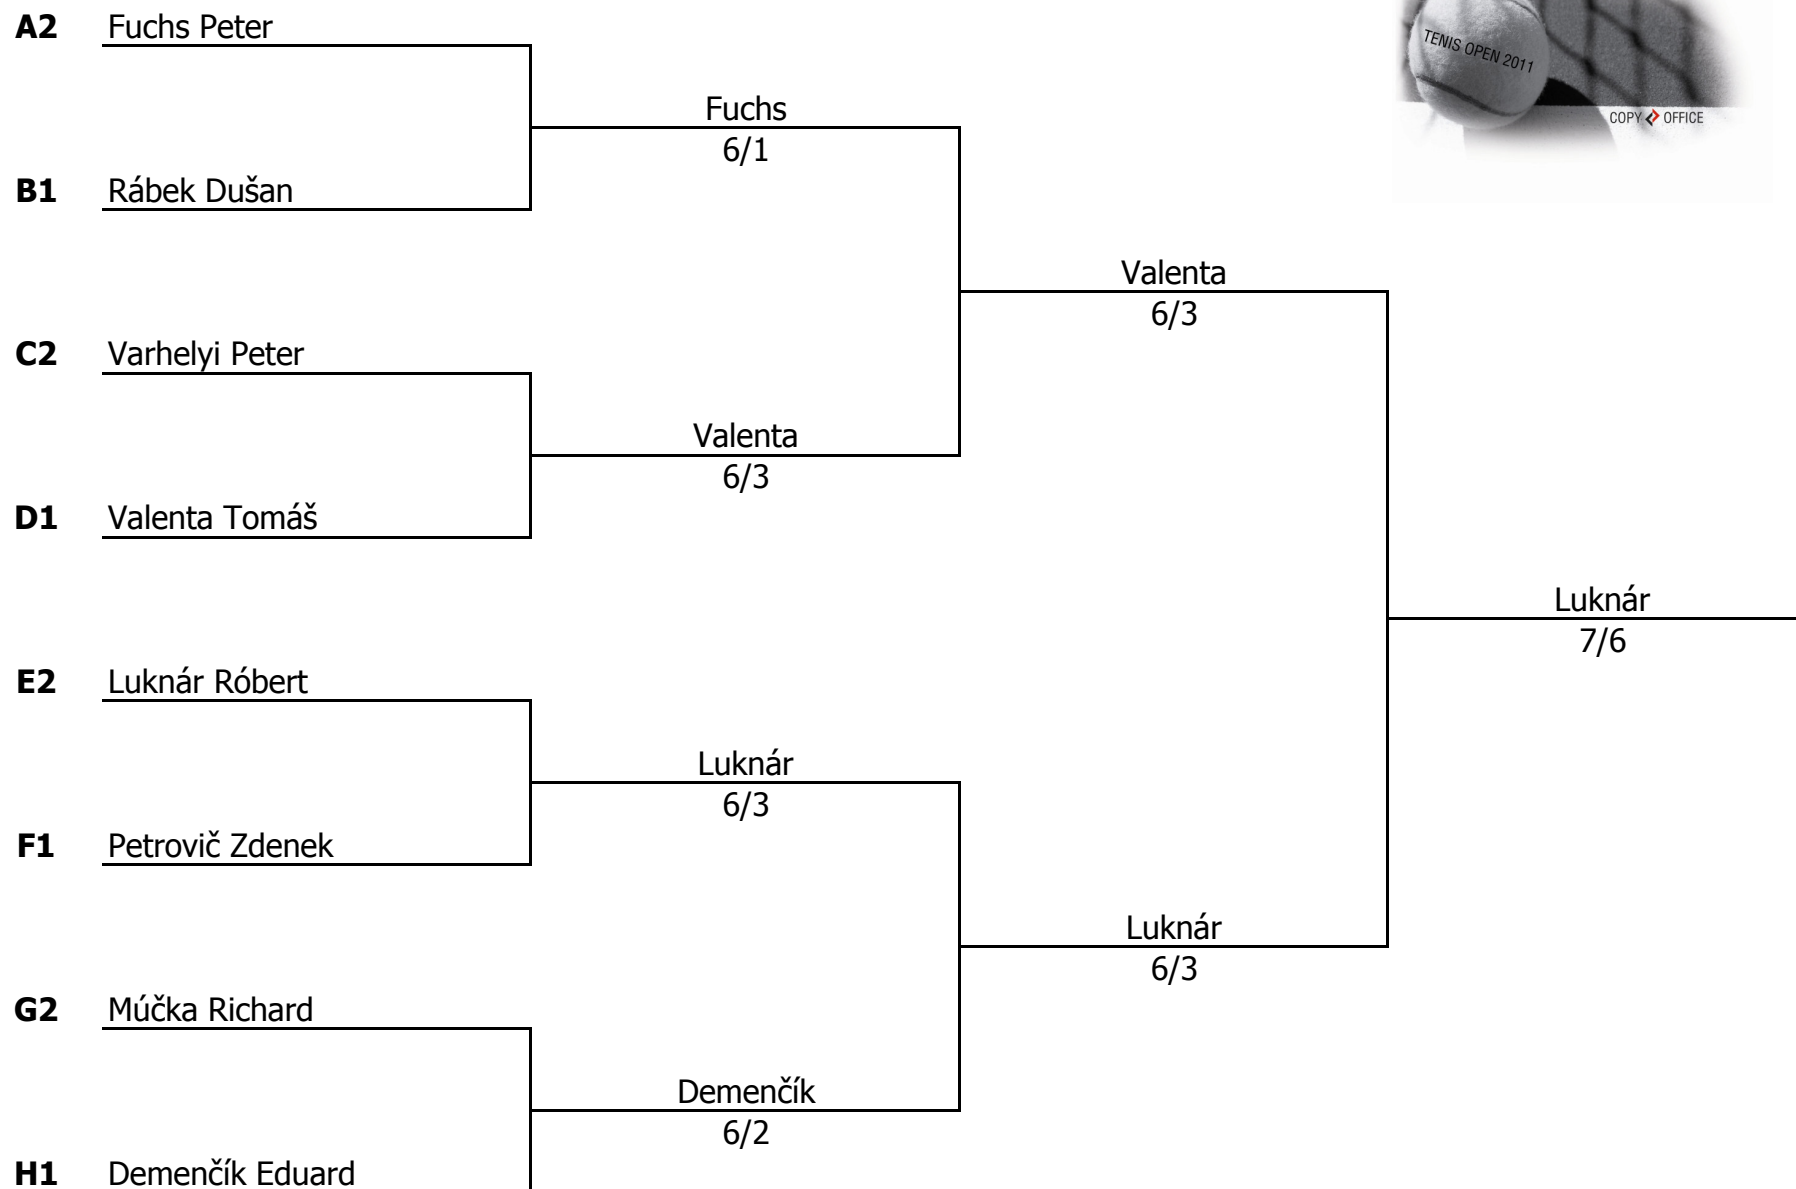 A2 Fuchs Peter
TENIS OPEN 2011
Fuchs
COPY OFFICE
6/1
B1 Rábek Dušan
Valenta
6/3
C2 Varhelyi Peter
Valenta
6/3
D1 Valenta Tomáš
Luknár
7/6
E2 Luknár Róbert
Luknár
6/3
F1 Petrovič Zdenek
Luknár
6/3
G2 Múčka Richard
Demenčík
6/2
H1 Demenčík Eduard